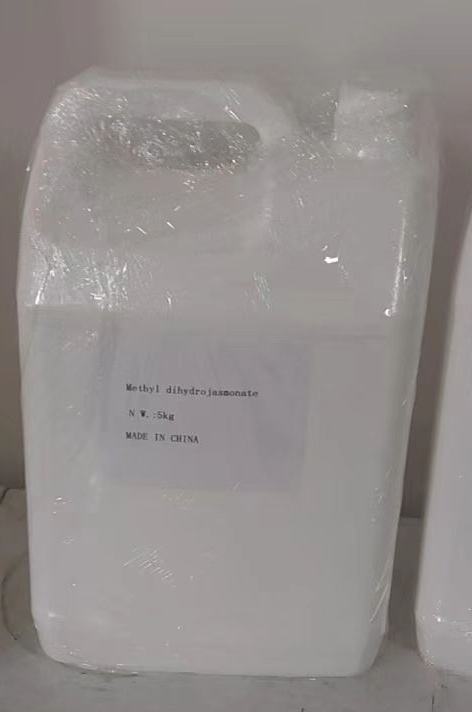 Methyl dihydrojasmonate
N W.:5kg
MADE IN CHINA